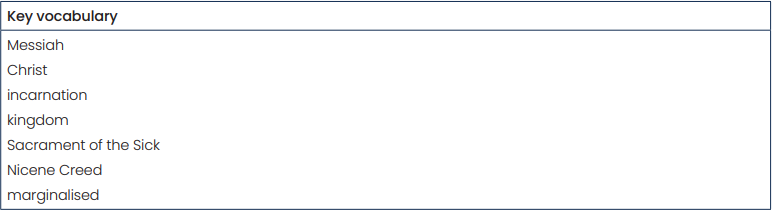 Key vocabulary
Messiah
Christ
incarnation
kingdom
Sacrament of the Sick
Nicene Creed
marginalised